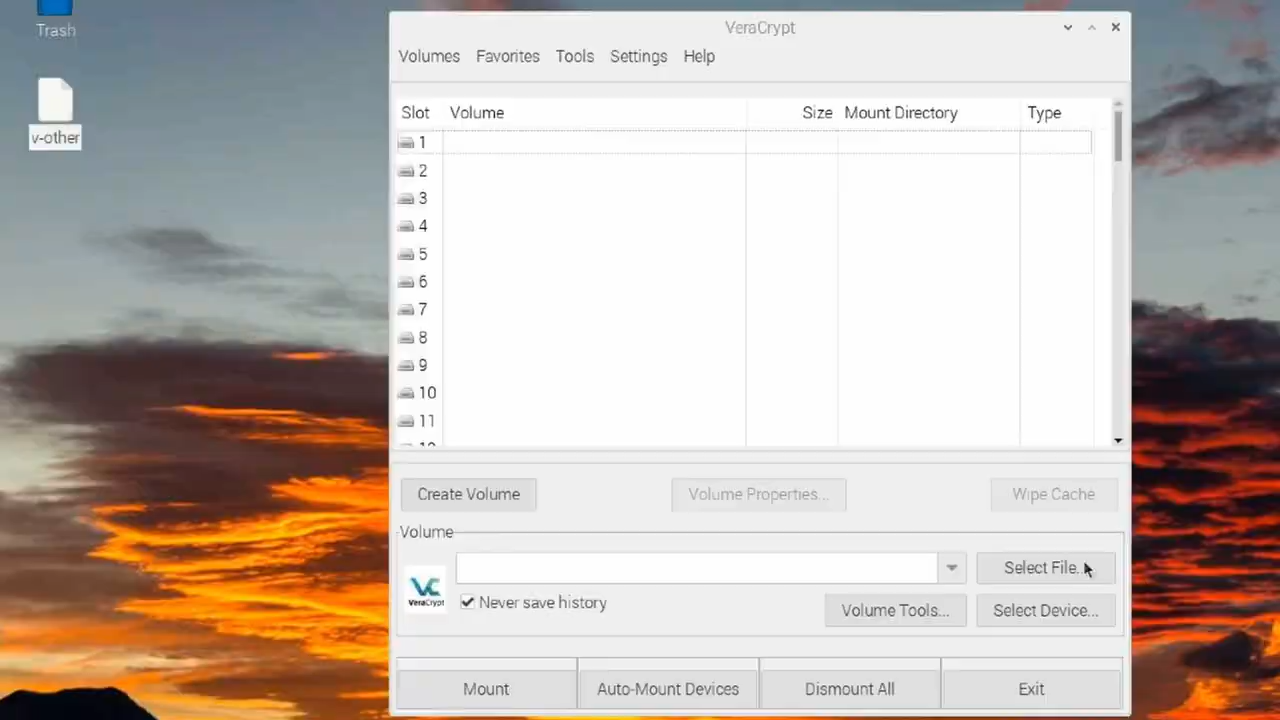 Trash
v-other
VeraCrypt
Volumes Favorites Tools Settings Help
Slot Volume Size Mount Directory Type
1
2
3
4
5
6
7
8
9
10
11
Create Volume Volume Properties... Wipe Cache
Volume
VeraCrypt
Select File...
Never save history
Volume Tools... Select Device...
Mount Auto-Mount Devices Dismount All Exit